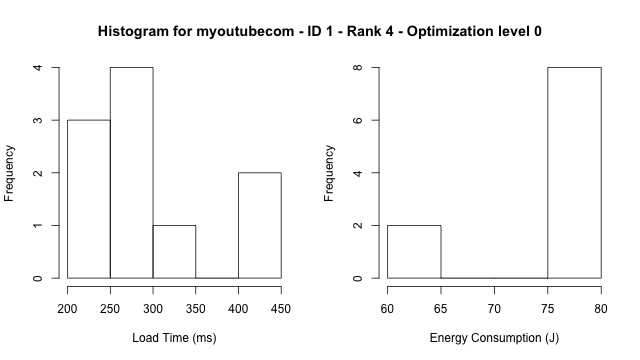 Histogram for myoutubecom - ID 1 - Rank 4 - Optimization level 0
Frequency
4
3
2
1
0
200 250 300 350 400 450
Load Time (ms)
Frequency
8
6
4
2
0
60 65 70 75 80
Energy Consumption (J)